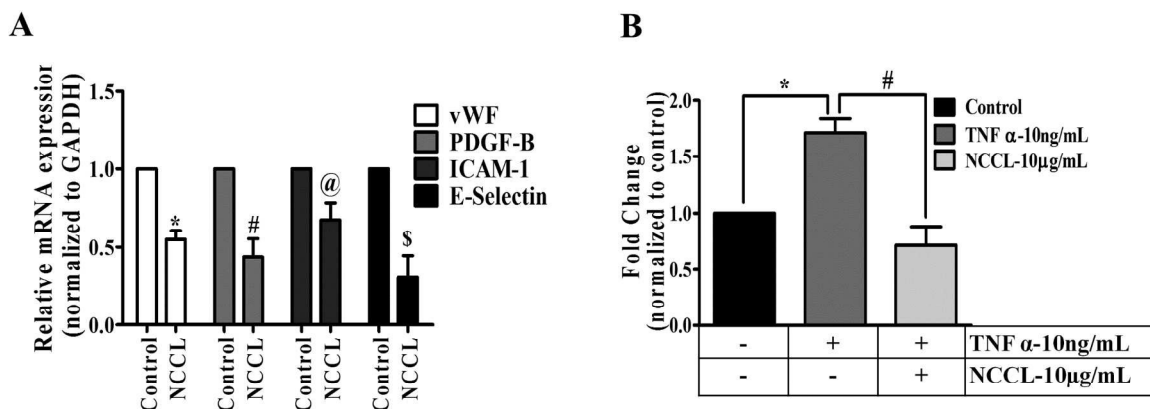 A
Relative mRNA expression
(normalized to GAPDH)
1.5
1.0
0.5
0.0
*
#
@
$
vWF
PDGF-B
ICAM-1
E-Selectin
Control
NCCL
Control
NCCL
Control
NCCL
Control
NCCL
B
Fold Change
(normalized to control)
2.0
1.5
1.0
0.5
0.0
*
#
Control
TNF α-10ng/mL
NCCL-10μg/mL
- + + TNF α-10ng/mL
- - + NCCL-10μg/mL